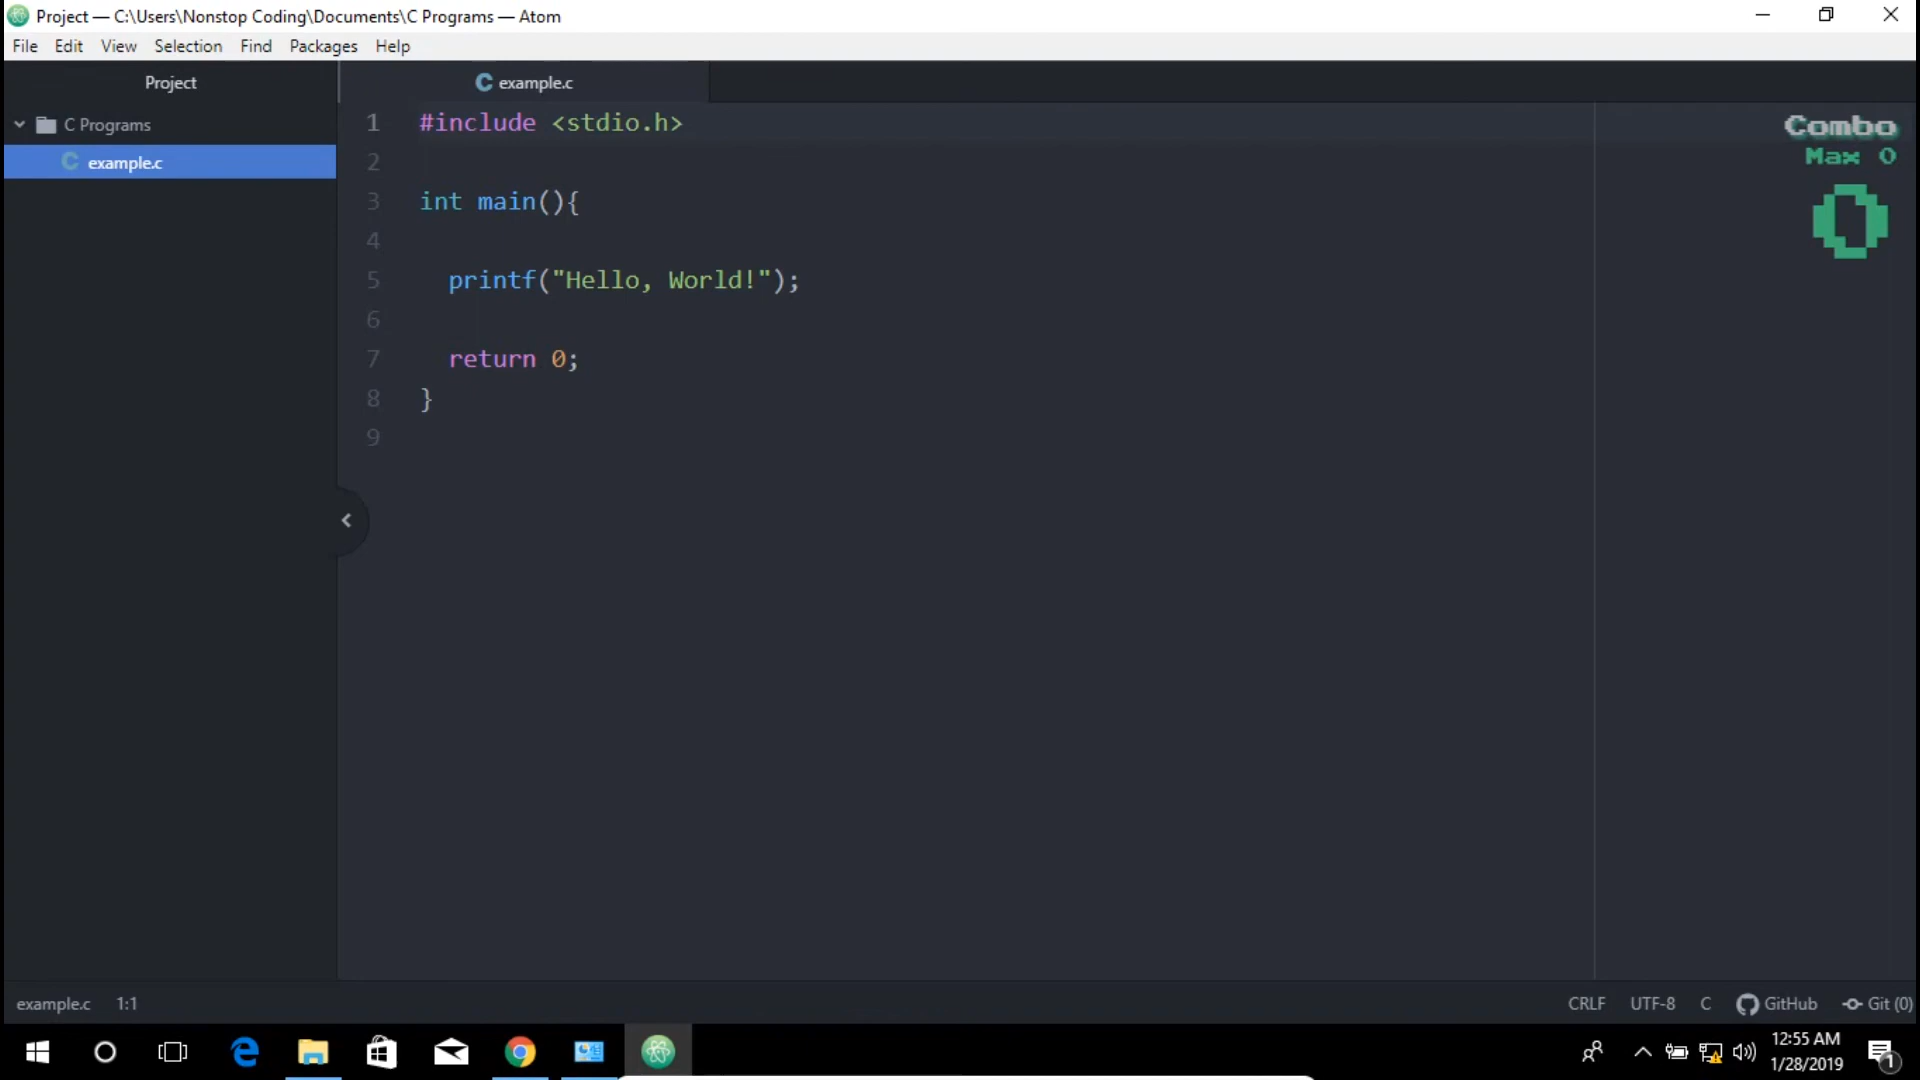 Project — C:\Users\Nonstop Coding\Documents\C Programs — Atom
File Edit View Selection Find Packages Help
Project
example.c
C Programs
example.c
1 #include <stdio.h>
2
3 int main(){
4
5 printf("Hello, World!");
6
7 return 0;
8 }
9
Combo
Max 0
0
example.c 1:1
CRLF UTF-8 C GitHub Git (0)
12:55 AM
1/28/2019
1